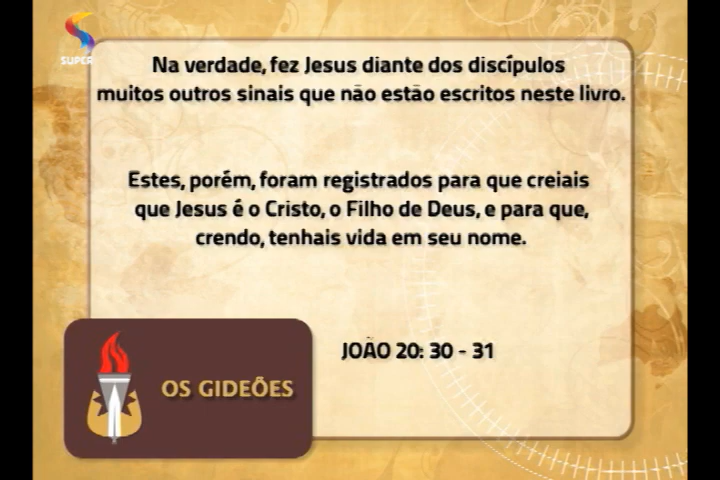 SUPER
Na verdade, fez Jesus diante dos discípulos
muitos outros sinais que não estão escritos neste livro.
Estes, porém, foram registrados para que creiais
que Jesus é o Cristo, o Filho de Deus, e para que,
crendo, tenhais vida em seu nome.
JOÃO 20: 30 - 31
OS GIDEÕES